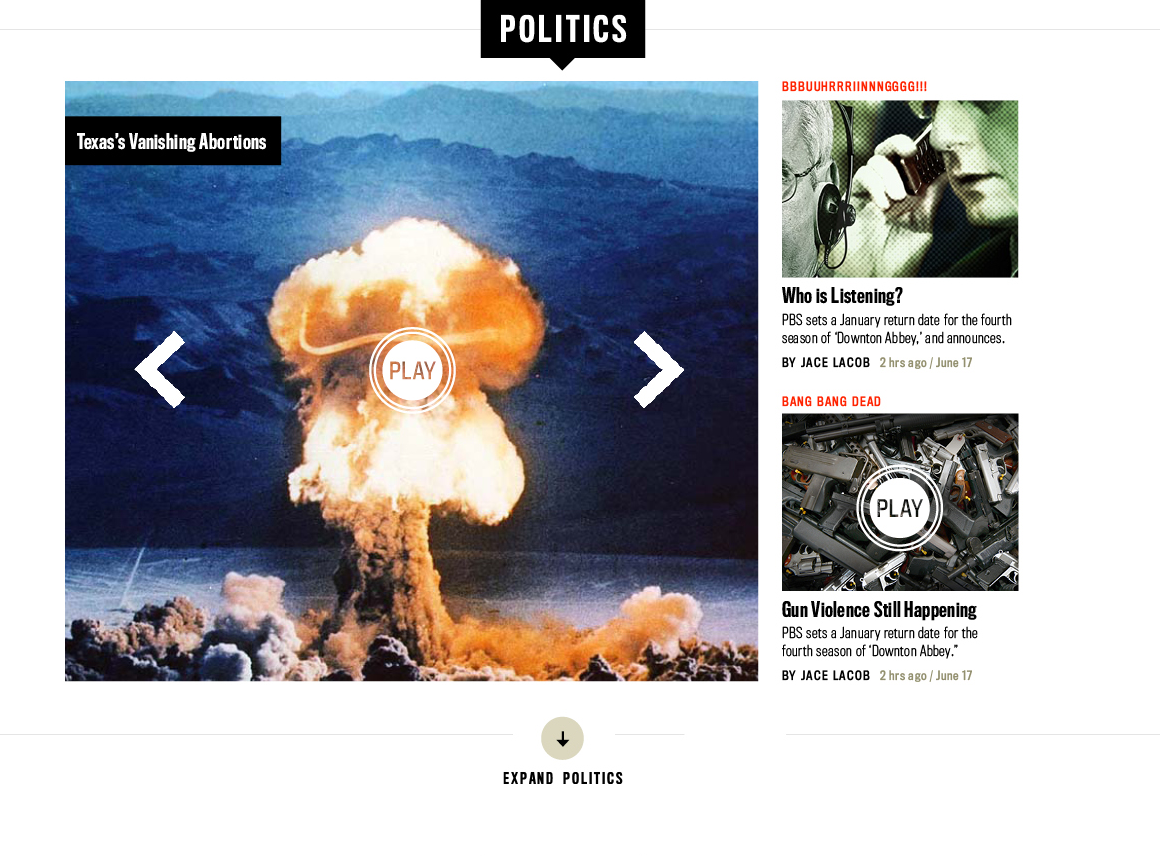 POLITICS
Texas's Vanishing Abortions
PLAY
BBBUUHRRRIINNNGGGG!!!
Who is Listening?
PBS sets a January return date for the fourth
season of ‘Downton Abbey,’ and announces.
BY JACE LACOB 2 hrs ago / June 17
BANG BANG DEAD
PLAY
Gun Violence Still Happening
PBS sets a January return date for the
fourth season of ‘Downton Abbey.”
BY JACE LACOB 2 hrs ago / June 17
EXPAND POLITICS